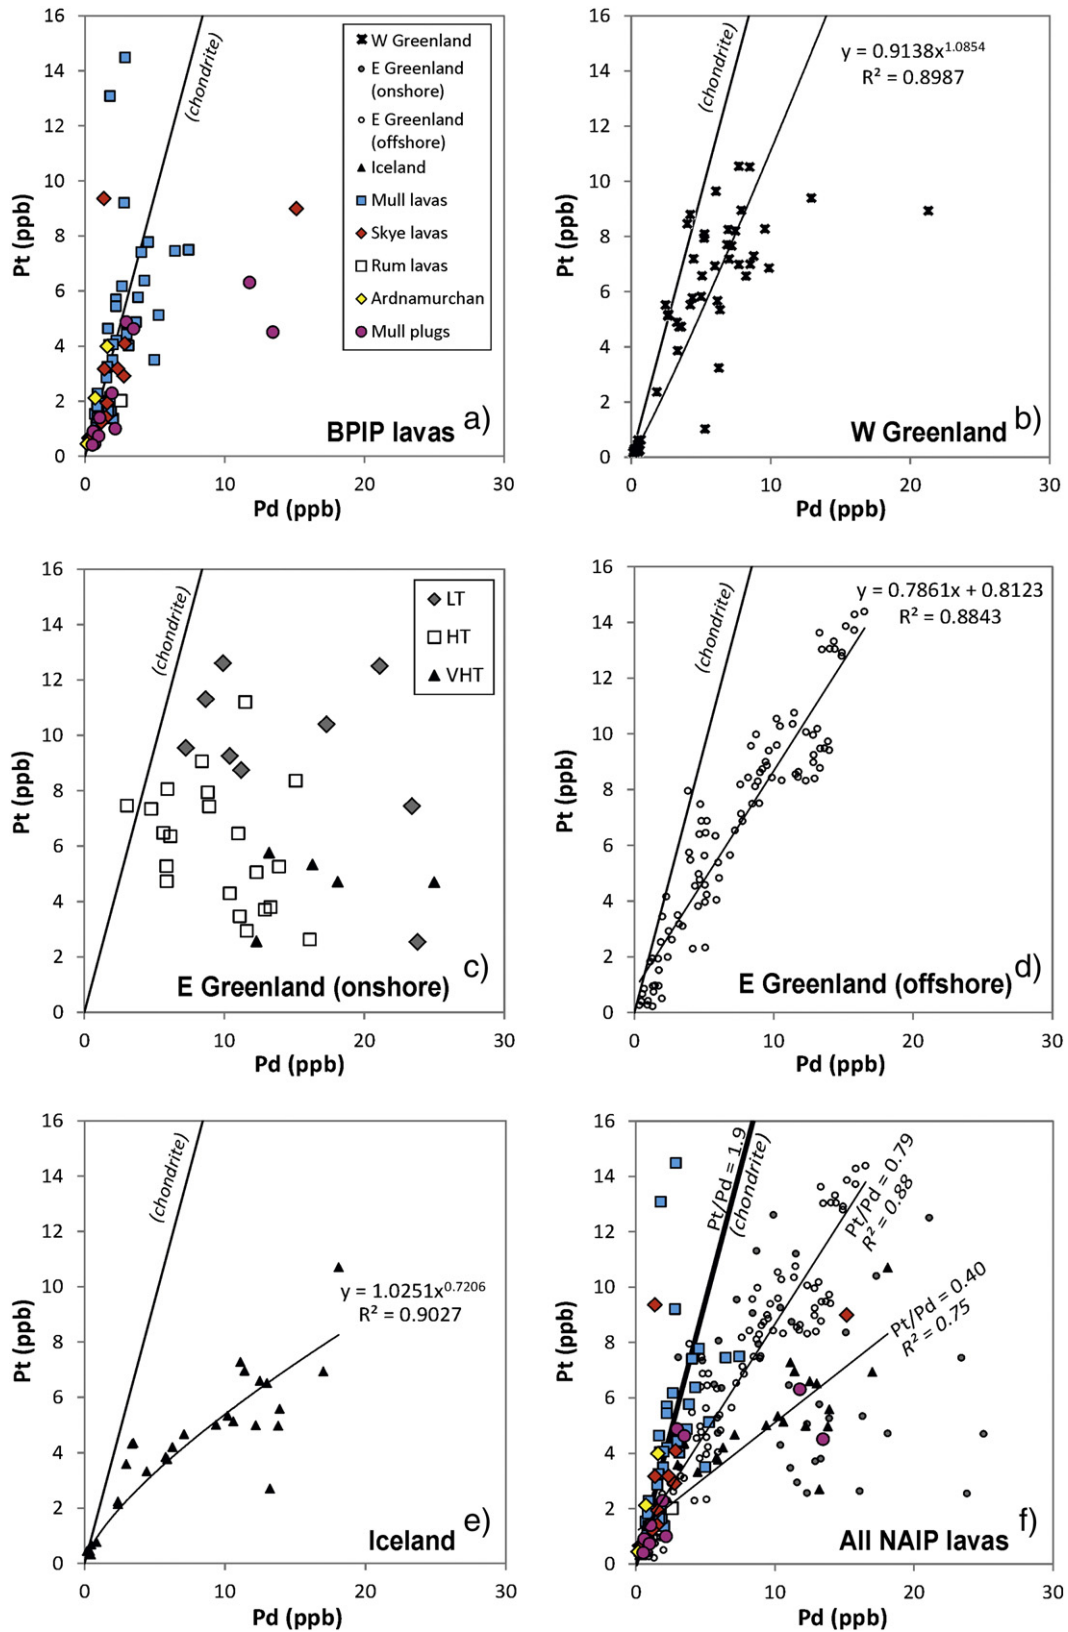 16
14
12
10
8
6
4
2
0
Pt (ppb)
(chondrite)
W Greenland
E Greenland
(onshore)
E Greenland
(offshore)
Iceland
Mull lavas
Skye lavas
Rum lavas
Ardnamurchan
Mull plugs
BPIP lavas
a)
0
10
20
30
Pd (ppb)
16
14
12
10
8
6
4
2
0
Pt (ppb)
(chondrite)
y = 0.9138x^1.0854
R² = 0.8987
W Greenland
b)
0
10
20
30
Pd (ppb)
16
14
12
10
8
6
4
2
0
Pt (ppb)
(chondrite)
LT
HT
VHT
E Greenland (onshore)
c)
0
10
20
30
Pd (ppb)
16
14
12
10
8
6
4
2
0
Pt (ppb)
(chondrite)
y = 0.7861x + 0.8123
R² = 0.8843
E Greenland (offshore)
d)
0
10
20
30
Pd (ppb)
16
14
12
10
8
6
4
2
0
Pt (ppb)
(chondrite)
y = 1.0251x^0.7206
R² = 0.9027
Iceland
e)
0
10
20
30
Pd (ppb)
16
14
12
10
8
6
4
2
0
Pt (ppb)
Pt/Pd = 1.9
(chondrite)
Pt/Pd = 0.79
R² = 0.88
Pt/Pd = 0.40
R² = 0.75
All NAIP lavas
f)
0
10
20
30
Pd (ppb)